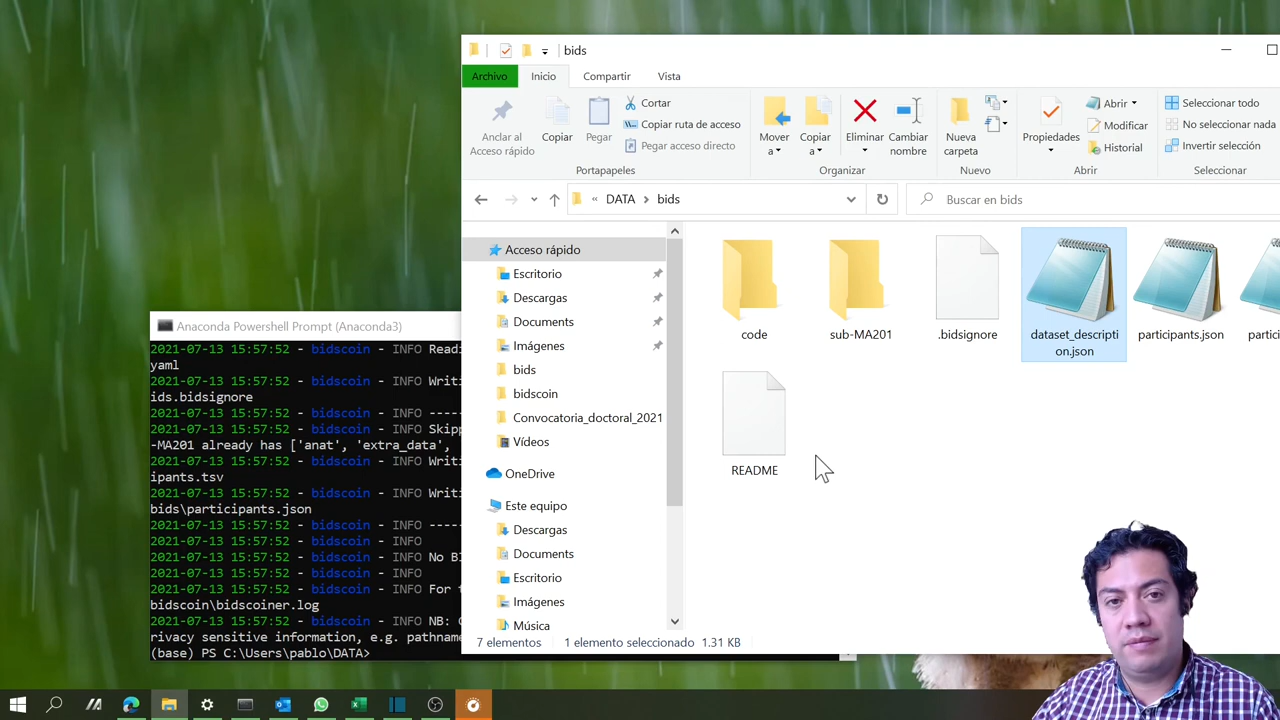 bids
Archivo Inicio Compartir Vista
Anclar al
Acceso rápido
Copiar
Pegar
Cortar
Copiar ruta de acceso
Pegar acceso directo
Portapapeles
Mover
a
Copiar
a
Eliminar
Cambiar
nombre
Organizar
Nueva
carpeta
Nuevo
Propiedades
Abrir
Modificar
Historial
Abrir
Seleccionar todo
No seleccionar nada
Invertir selección
Seleccionar
« DATA > bids
Buscar en bids
Acceso rápido
Escritorio
Descargas
Documents
Imágenes
bids
bidscoin
Convocatoria_doctoral_2021
Vídeos
OneDrive
Este equipo
Descargas
Documents
Escritorio
Imágenes
Música
code
sub-MA201
.bidsignore
dataset_descripti
on.json
participants.json
partici
README
7 elementos 1 elemento seleccionado 1.31 KB
Anaconda Powershell Prompt (Anaconda3)
2021-07-13 15:57:52 - bidscoin - INFO Readi
yaml
2021-07-13 15:57:52 - bidscoin - INFO Writi
ids.bidsignore
2021-07-13 15:57:52 - bidscoin - INFO -----
2021-07-13 15:57:52 - bidscoin - INFO Skipp
-MA201 already has ['anat', 'extra_data',
2021-07-13 15:57:52 - bidscoin - INFO Writi
ipants.tsv
2021-07-13 15:57:52 - bidscoin - INFO Writi
bids\participants.json
2021-07-13 15:57:52 - bidscoin - INFO -----
2021-07-13 15:57:52 - bidscoin - INFO
2021-07-13 15:57:52 - bidscoin - INFO No BI
2021-07-13 15:57:52 - bidscoin - INFO
2021-07-13 15:57:52 - bidscoin - INFO For t
bidscoin\bidscoiner.log
2021-07-13 15:57:52 - bidscoin - INFO NB: C
rivacy sensitive information, e.g. pathname
(base) PS C:\Users\pablo\DATA>